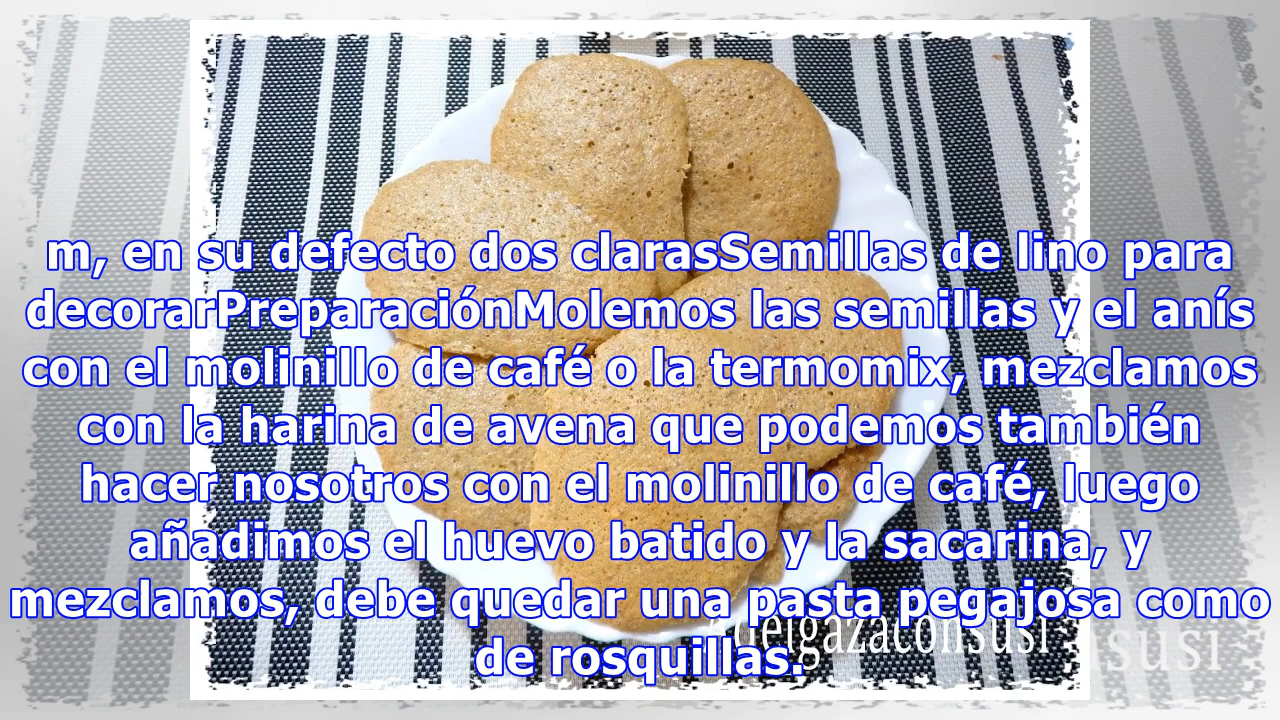 m, en su defecto dos clarasSemillas de lino para
decorarPreparaciónMolemos las semillas y el anís
con el molinillo de café o la termomix, mezclamos
con la harina de avena que podemos también
hacer nosotros con el molinillo de café, luego
añadimos el huevo batido y la sacarina, y
mezclamos, debe quedar una pasta pegajosa como
de rosquillas.
delgazaconsusi
nsusi